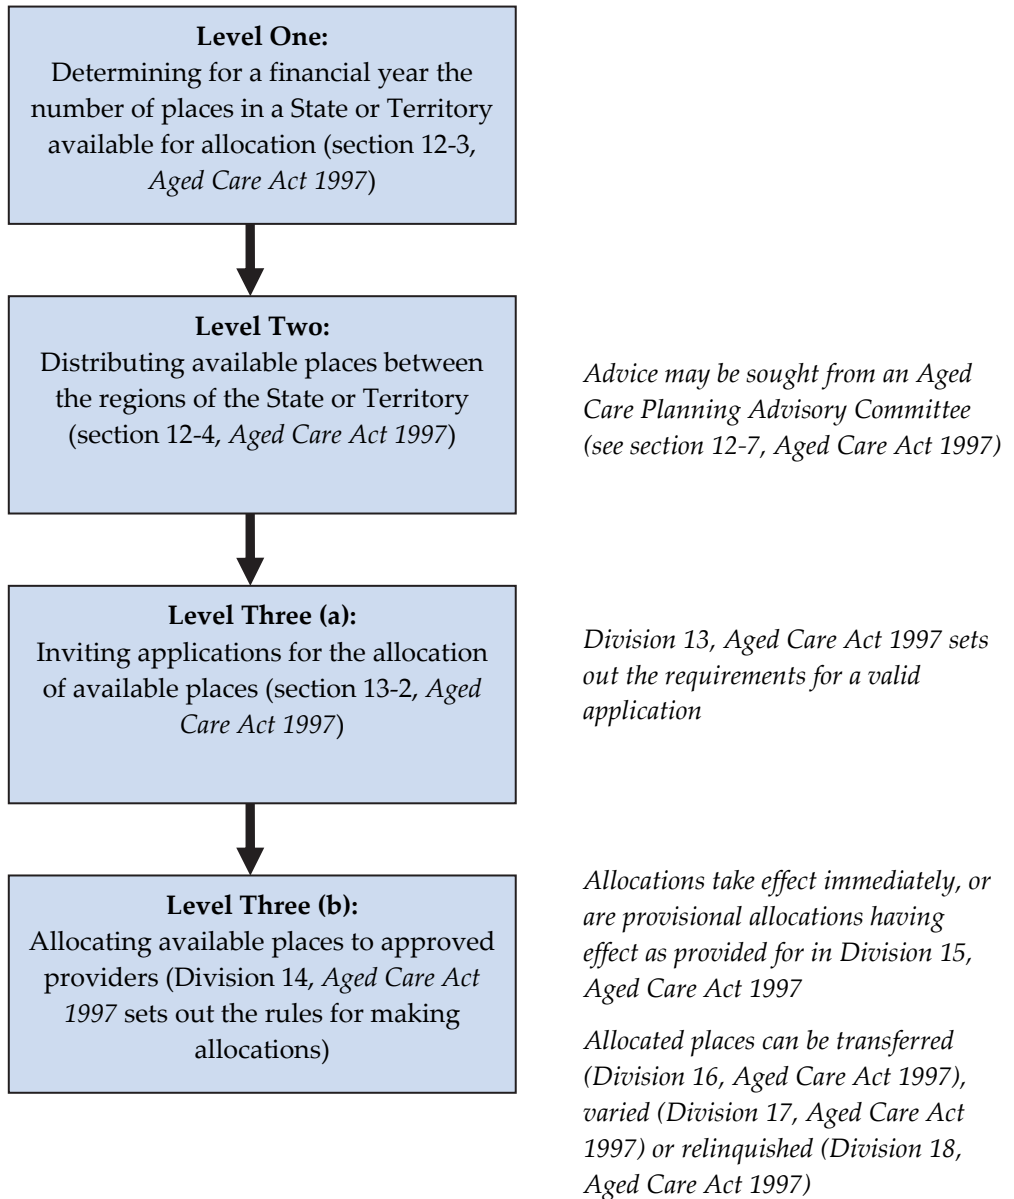 Level One:
Determining for a financial year the
number of places in a State or Territory
available for allocation (section 12-3,
Aged Care Act 1997)
Level Two:
Distributing available places between
the regions of the State or Territory
(section 12-4, Aged Care Act 1997)
Advice may be sought from an Aged
Care Planning Advisory Committee
(see section 12-7, Aged Care Act 1997)
Level Three (a):
Inviting applications for the allocation
of available places (section 13-2, Aged
Care Act 1997)
Division 13, Aged Care Act 1997 sets
out the requirements for a valid
application
Level Three (b):
Allocating available places to approved
providers (Division 14, Aged Care Act
1997 sets out the rules for making
allocations)
Allocations take effect immediately, or
are provisional allocations having
effect as provided for in Division 15,
Aged Care Act 1997
Allocated places can be transferred
(Division 16, Aged Care Act 1997),
varied (Division 17, Aged Care Act
1997) or relinquished (Division 18,
Aged Care Act 1997)